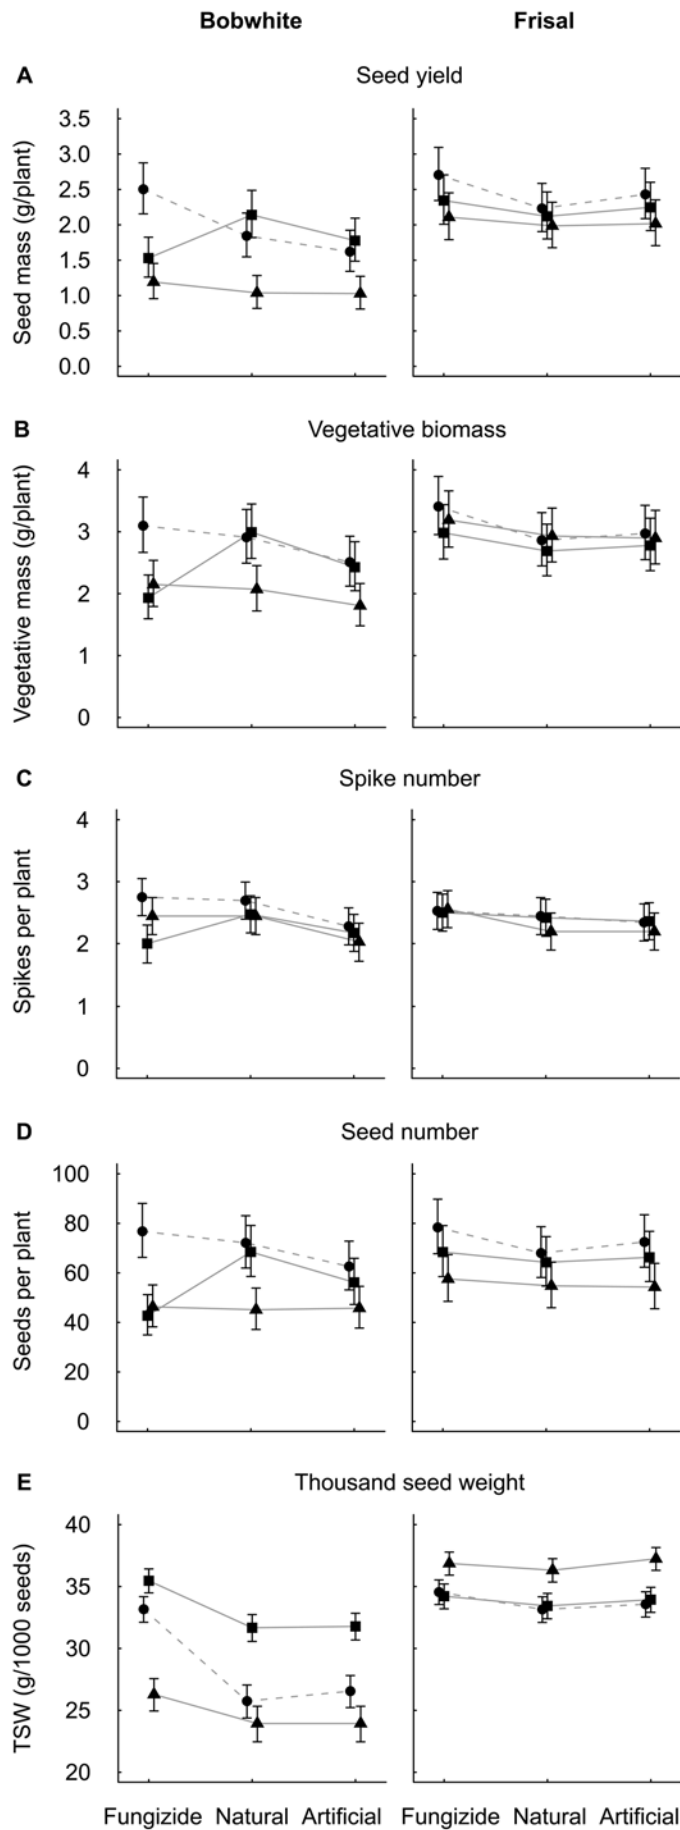 Bobwhite Frisal
A Seed yield
Seed mass (g/plant)
3.5
3.0
2.5
2.0
1.5
1.0
0.5
0.0
B Vegetative biomass
Vegetative mass (g/plant)
4
3
2
1
0
C Spike number
Spikes per plant
4
3
2
1
0
D Seed number
Seeds per plant
100
80
60
40
20
0
E Thousand seed weight
TSW (g/1000 seeds)
40
35
30
25
20
Fungizide Natural Artificial Fungizide Natural Artificial